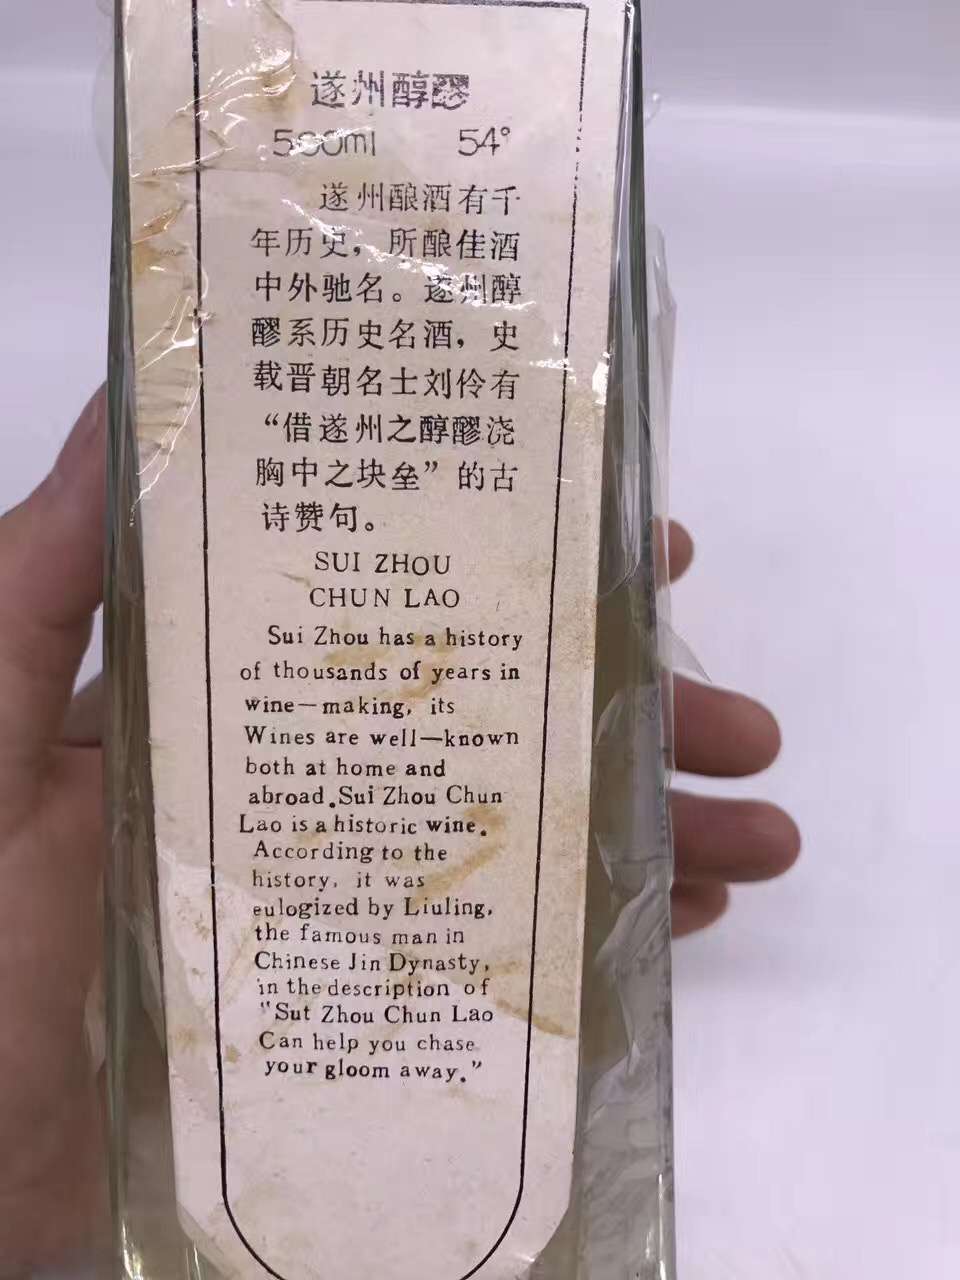 遂州醇醪
500ml 54°
遂州酿酒有千
年历史，所酿佳酒
中外驰名。遂州醇
醪系历史名酒，史
载晋朝名士刘伶有
“借遂州之醇醪浇
胸中之块垒”的古
诗赞句。
SUI ZHOU
CHUN LAO
Sui Zhou has a history
of thousands of years in
wine—making, its
Wines are well—known
both at home and
abroad.Sui Zhou Chun
Lao is a historic wine.
According to the
history, it was
eulogized by Liuling,
the famous man in
Chinese Jin Dynasty,
in the description of
"Sut Zhou Chun Lao
Can help you chase
your gloom away."